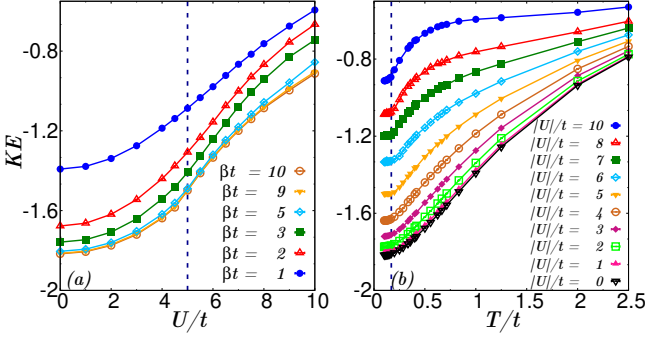 KE
-0.8
-1.2
-1.6
-2
0
2
4
6
8
10
βt = 10
βt = 9
βt = 5
βt = 3
βt = 2
βt = 1
(a)
U/t
-0.8
-1.2
-1.6
-2
0
0.5
1.0
1.5
2.0
2.5
|U|/t = 10
|U|/t = 8
|U|/t = 7
|U|/t = 6
|U|/t = 5
|U|/t = 4
|U|/t = 3
|U|/t = 2
|U|/t = 1
|U|/t = 0
(b)
T/t